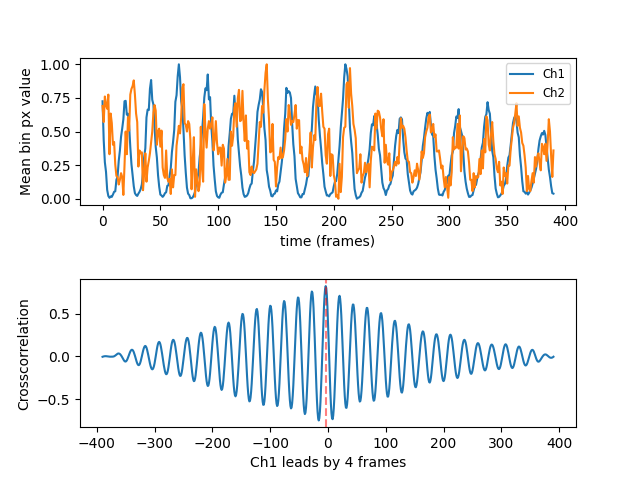 1.00
0.75
0.50
0.25
0.00
Mean bin px value
Ch1
Ch2
0 50 100 150 200 250 300 350 400
time (frames)
0.5
0.0
−0.5
Crosscorrelation
−400 −300 −200 −100 0 100 200 300 400
Ch1 leads by 4 frames